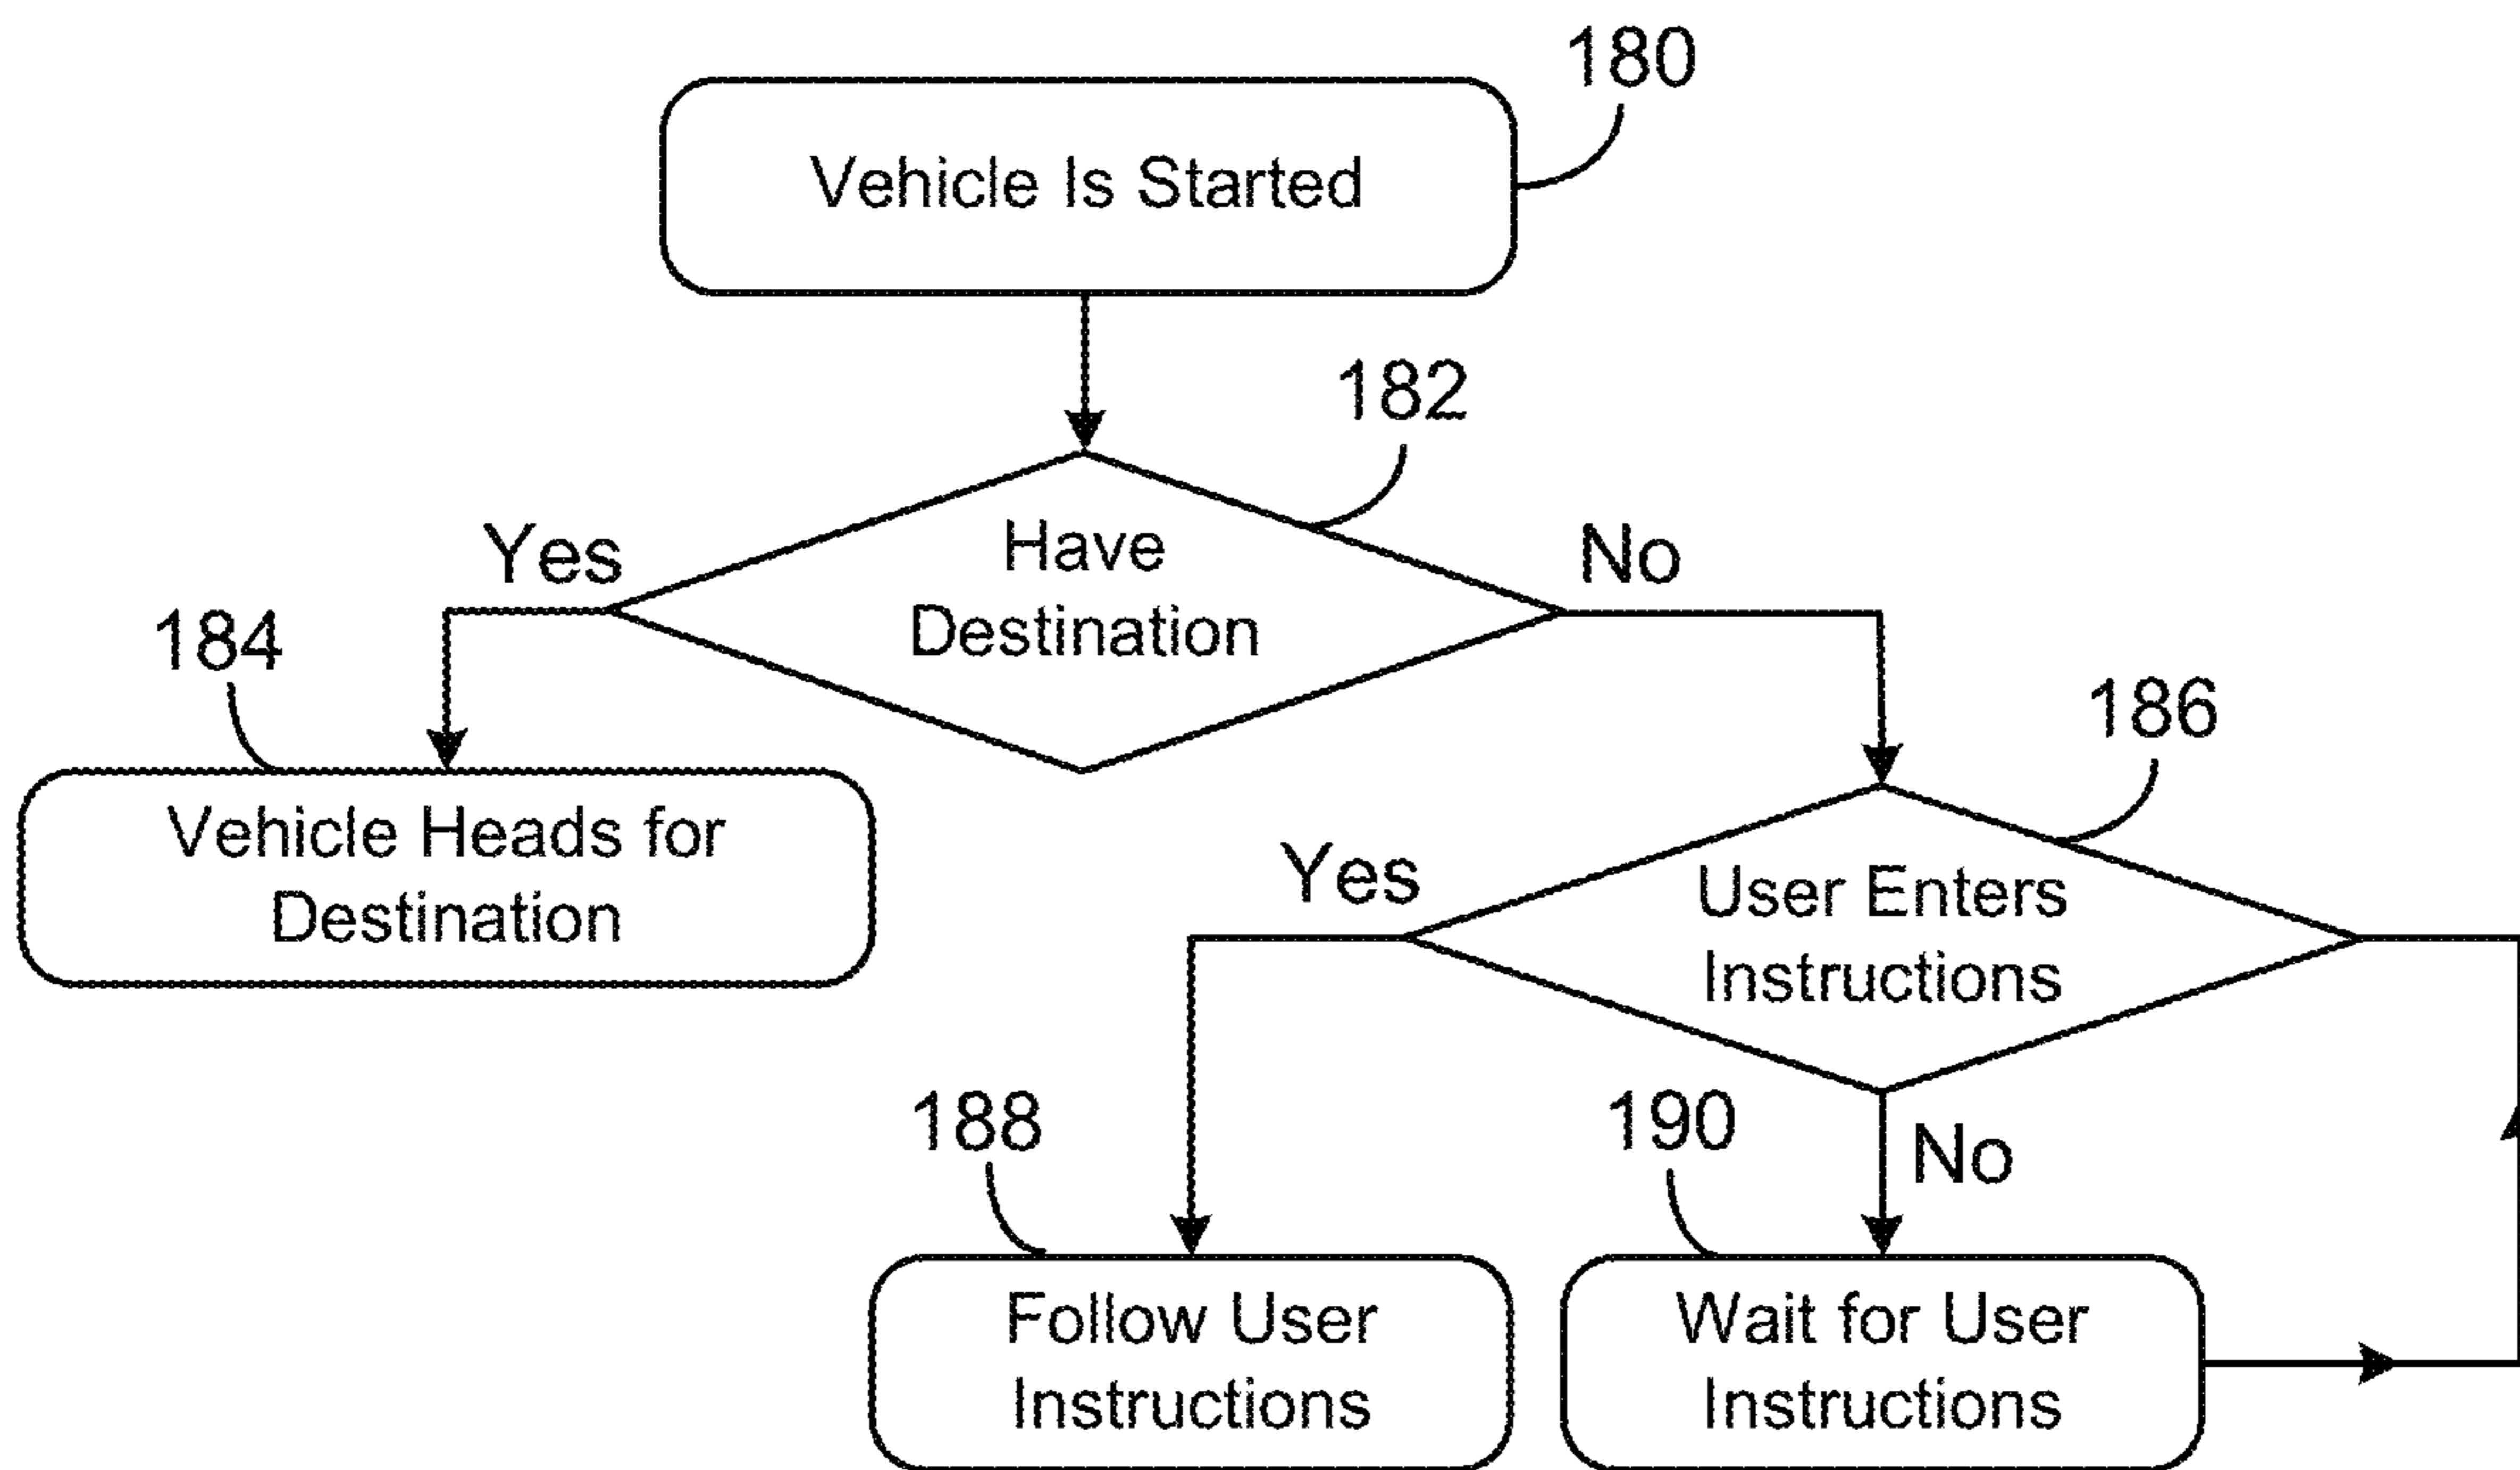 180
Vehicle Is Started
182
Have
Destination
Yes
No
184
Vehicle Heads for
Destination
186
User Enters
Instructions
Yes
No
188
Follow User
Instructions
190
Wait for User
Instructions